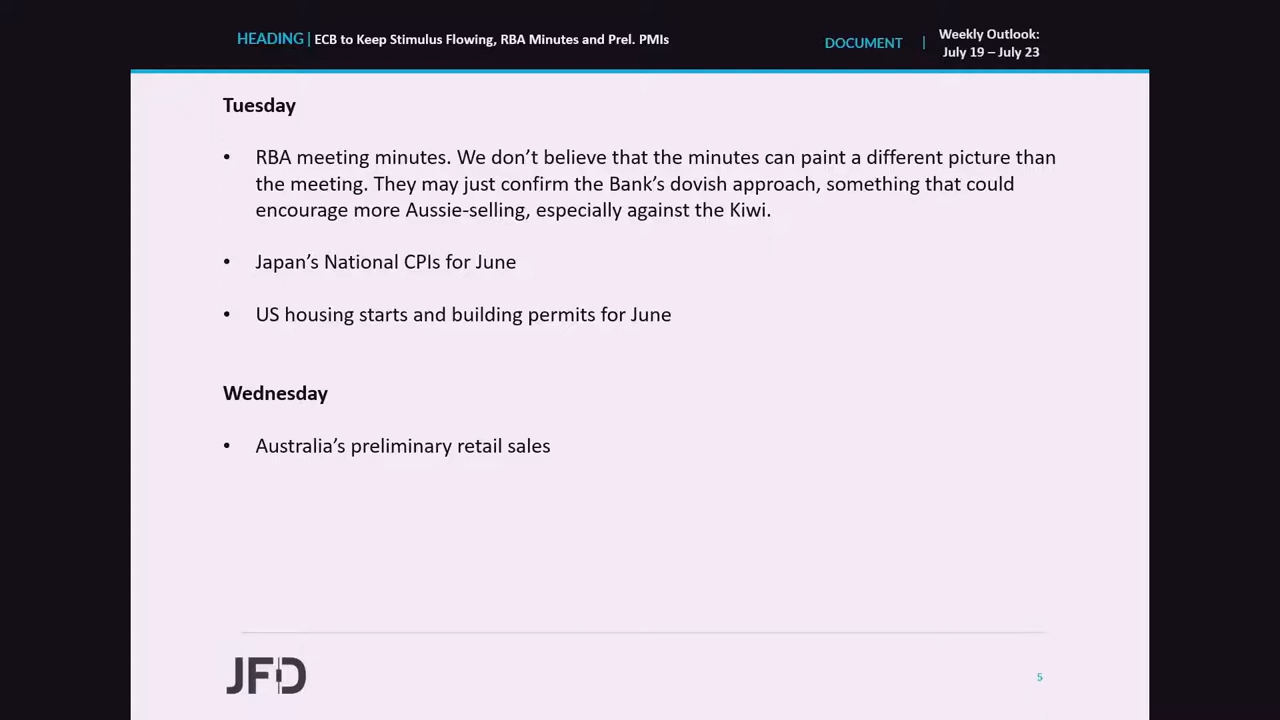 HEADING | ECB to Keep Stimulus Flowing, RBA Minutes and Prel. PMIs
DOCUMENT | Weekly Outlook:
July 19 – July 23
Tuesday
• RBA meeting minutes. We don’t believe that the minutes can paint a different picture than
the meeting. They may just confirm the Bank’s dovish approach, something that could
encourage more Aussie-selling, especially against the Kiwi.
• Japan’s National CPIs for June
• US housing starts and building permits for June
Wednesday
• Australia’s preliminary retail sales
JFD
5